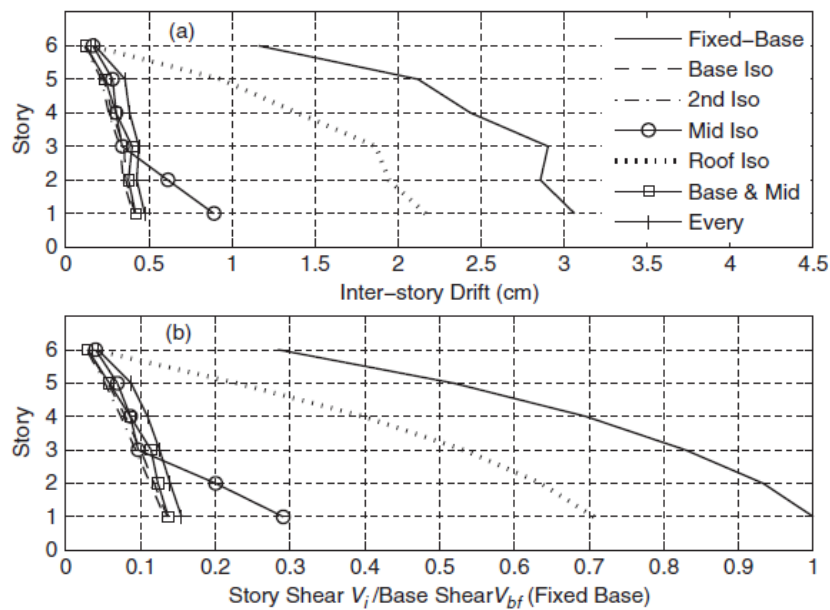 (a)
Story
6
5
4
3
2
1
0
0 0.5 1 1.5 2 2.5 3 3.5 4 4.5
Inter−story Drift (cm)
Fixed−Base
Base Iso
2nd Iso
Mid Iso
Roof Iso
Base & Mid
Every
(b)
Story
6
5
4
3
2
1
0
0 0.1 0.2 0.3 0.4 0.5 0.6 0.7 0.8 0.9 1
Story Shear Vi /Base ShearVbf (Fixed Base)